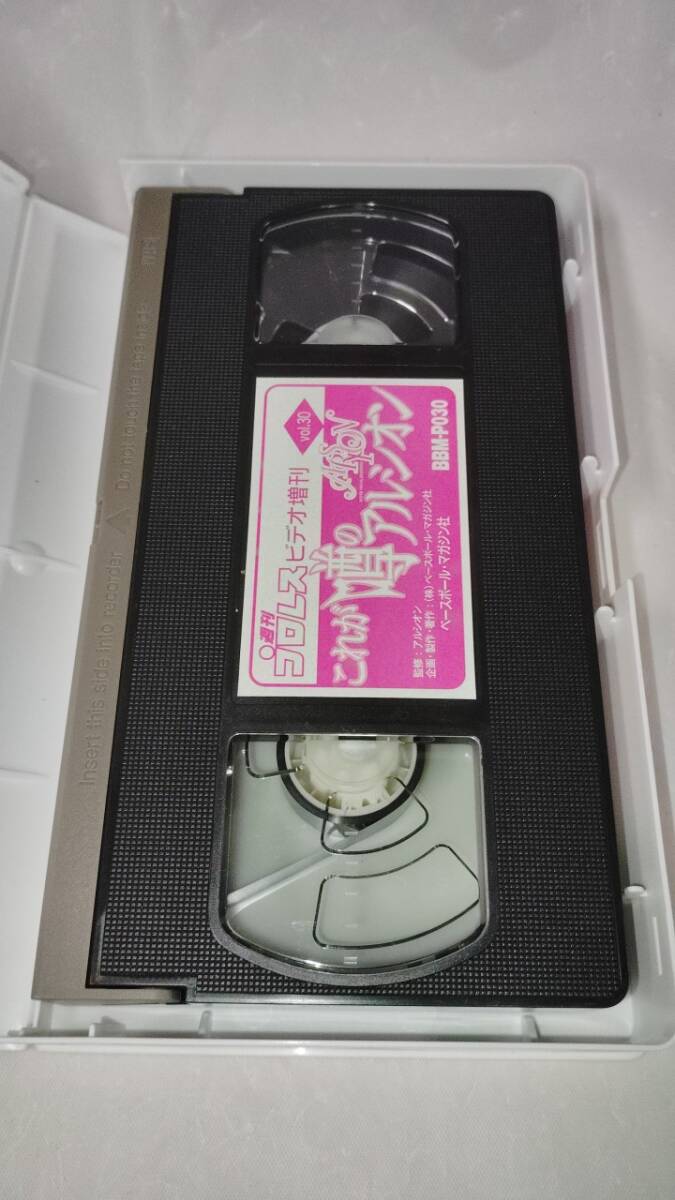 週刊
プロレスビデオ増刊
vol.30
ARSION
これが噂のアルシオン
監修：アルシオン
企画・製作・著作：(株)ベースボール・マガジン社
ベースボール・マガジン社
BBM-P030
Insert this side into recorder
Do not touch the tape inside